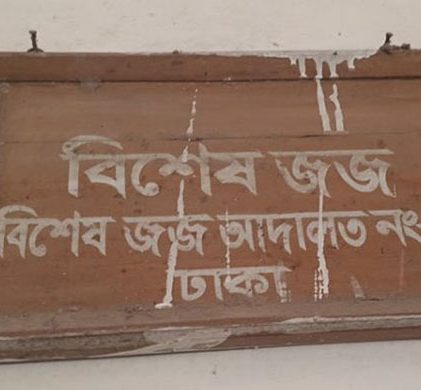 বিশেষ জজ
বিশেষ জজ আদালত নং
ঢাকা